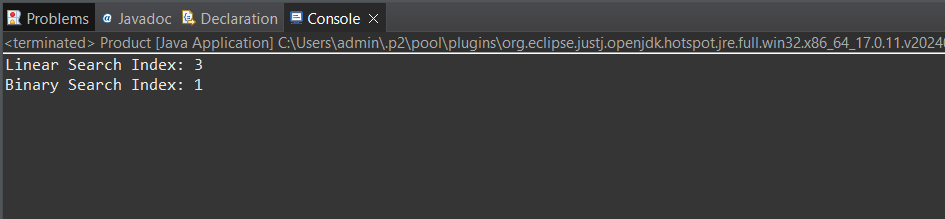 Problems @ Javadoc Declaration Console
<terminated> Product [Java Application] C:\Users\admin\.p2\pool\plugins\org.eclipse.justj.openjdk.hotspot.jre.full.win32.x86_64_17.0.11.v20240
Linear Search Index: 3
Binary Search Index: 1